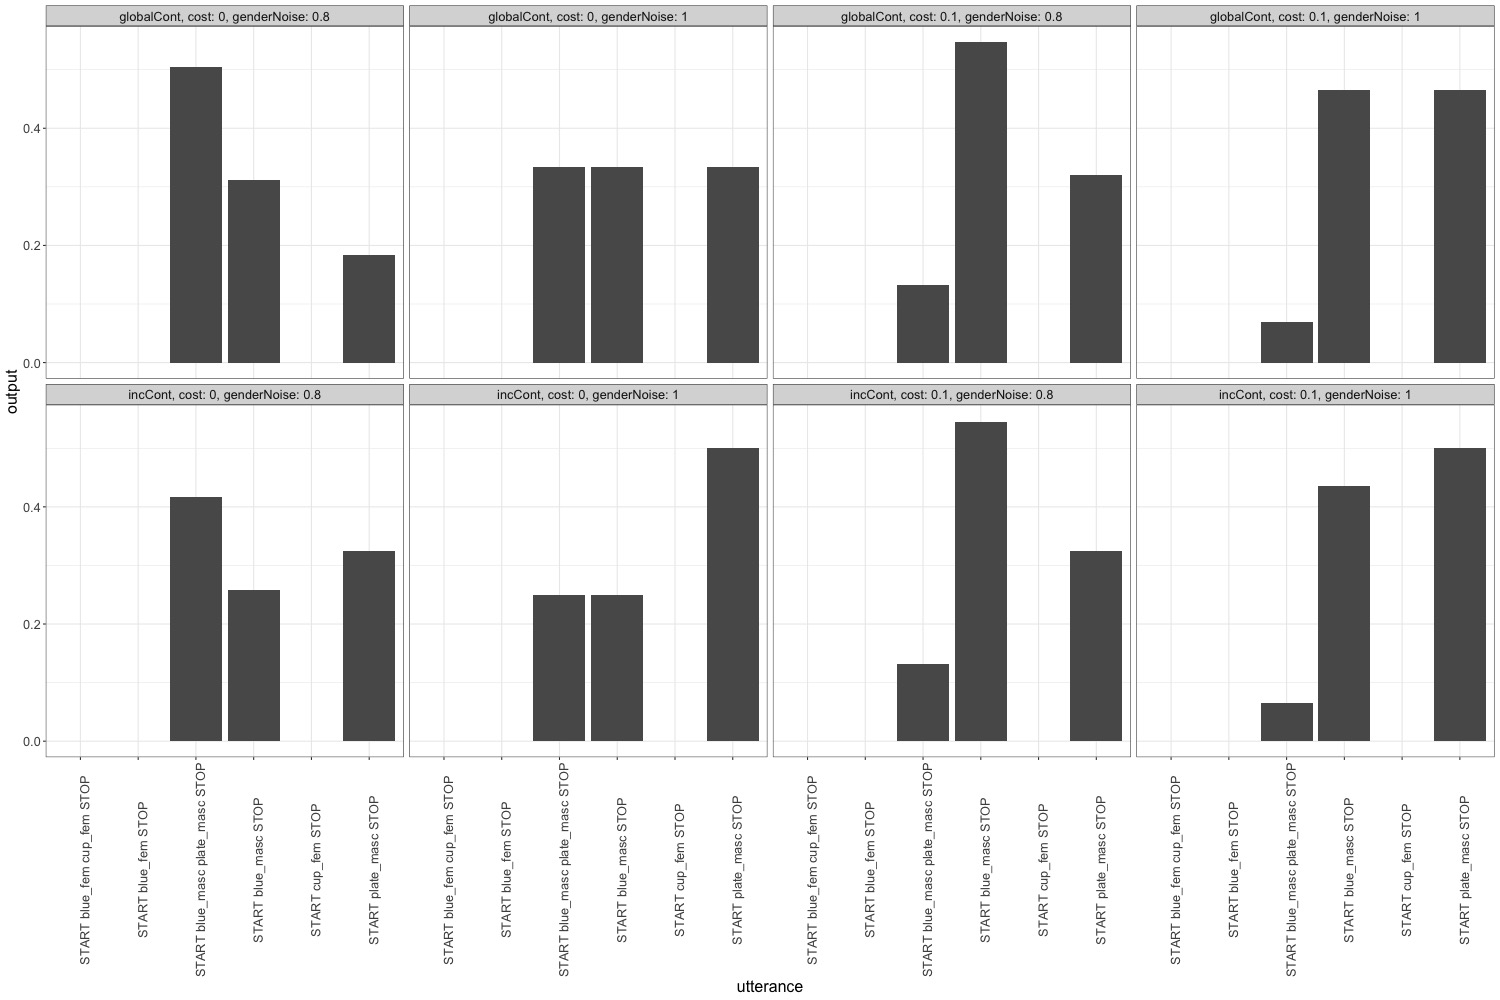 globalCont, cost: 0, genderNoise: 0.8
globalCont, cost: 0, genderNoise: 1
globalCont, cost: 0.1, genderNoise: 0.8
globalCont, cost: 0.1, genderNoise: 1
0.4
0.2
0.0
output
incCont, cost: 0, genderNoise: 0.8
incCont, cost: 0, genderNoise: 1
incCont, cost: 0.1, genderNoise: 0.8
incCont, cost: 0.1, genderNoise: 1
0.4
0.2
0.0
START blue_fem cup_fem STOP
START blue_fem STOP
START blue_masc plate_masc STOP
START blue_masc STOP
START cup_fem STOP
START plate_masc STOP
START blue_fem cup_fem STOP
START blue_fem STOP
START blue_masc plate_masc STOP
START blue_masc STOP
START cup_fem STOP
START plate_masc STOP
START blue_fem cup_fem STOP
START blue_fem STOP
START blue_masc plate_masc STOP
START blue_masc STOP
START cup_fem STOP
START plate_masc STOP
START blue_fem cup_fem STOP
START blue_fem STOP
START blue_masc plate_masc STOP
START blue_masc STOP
START cup_fem STOP
START plate_masc STOP
utterance